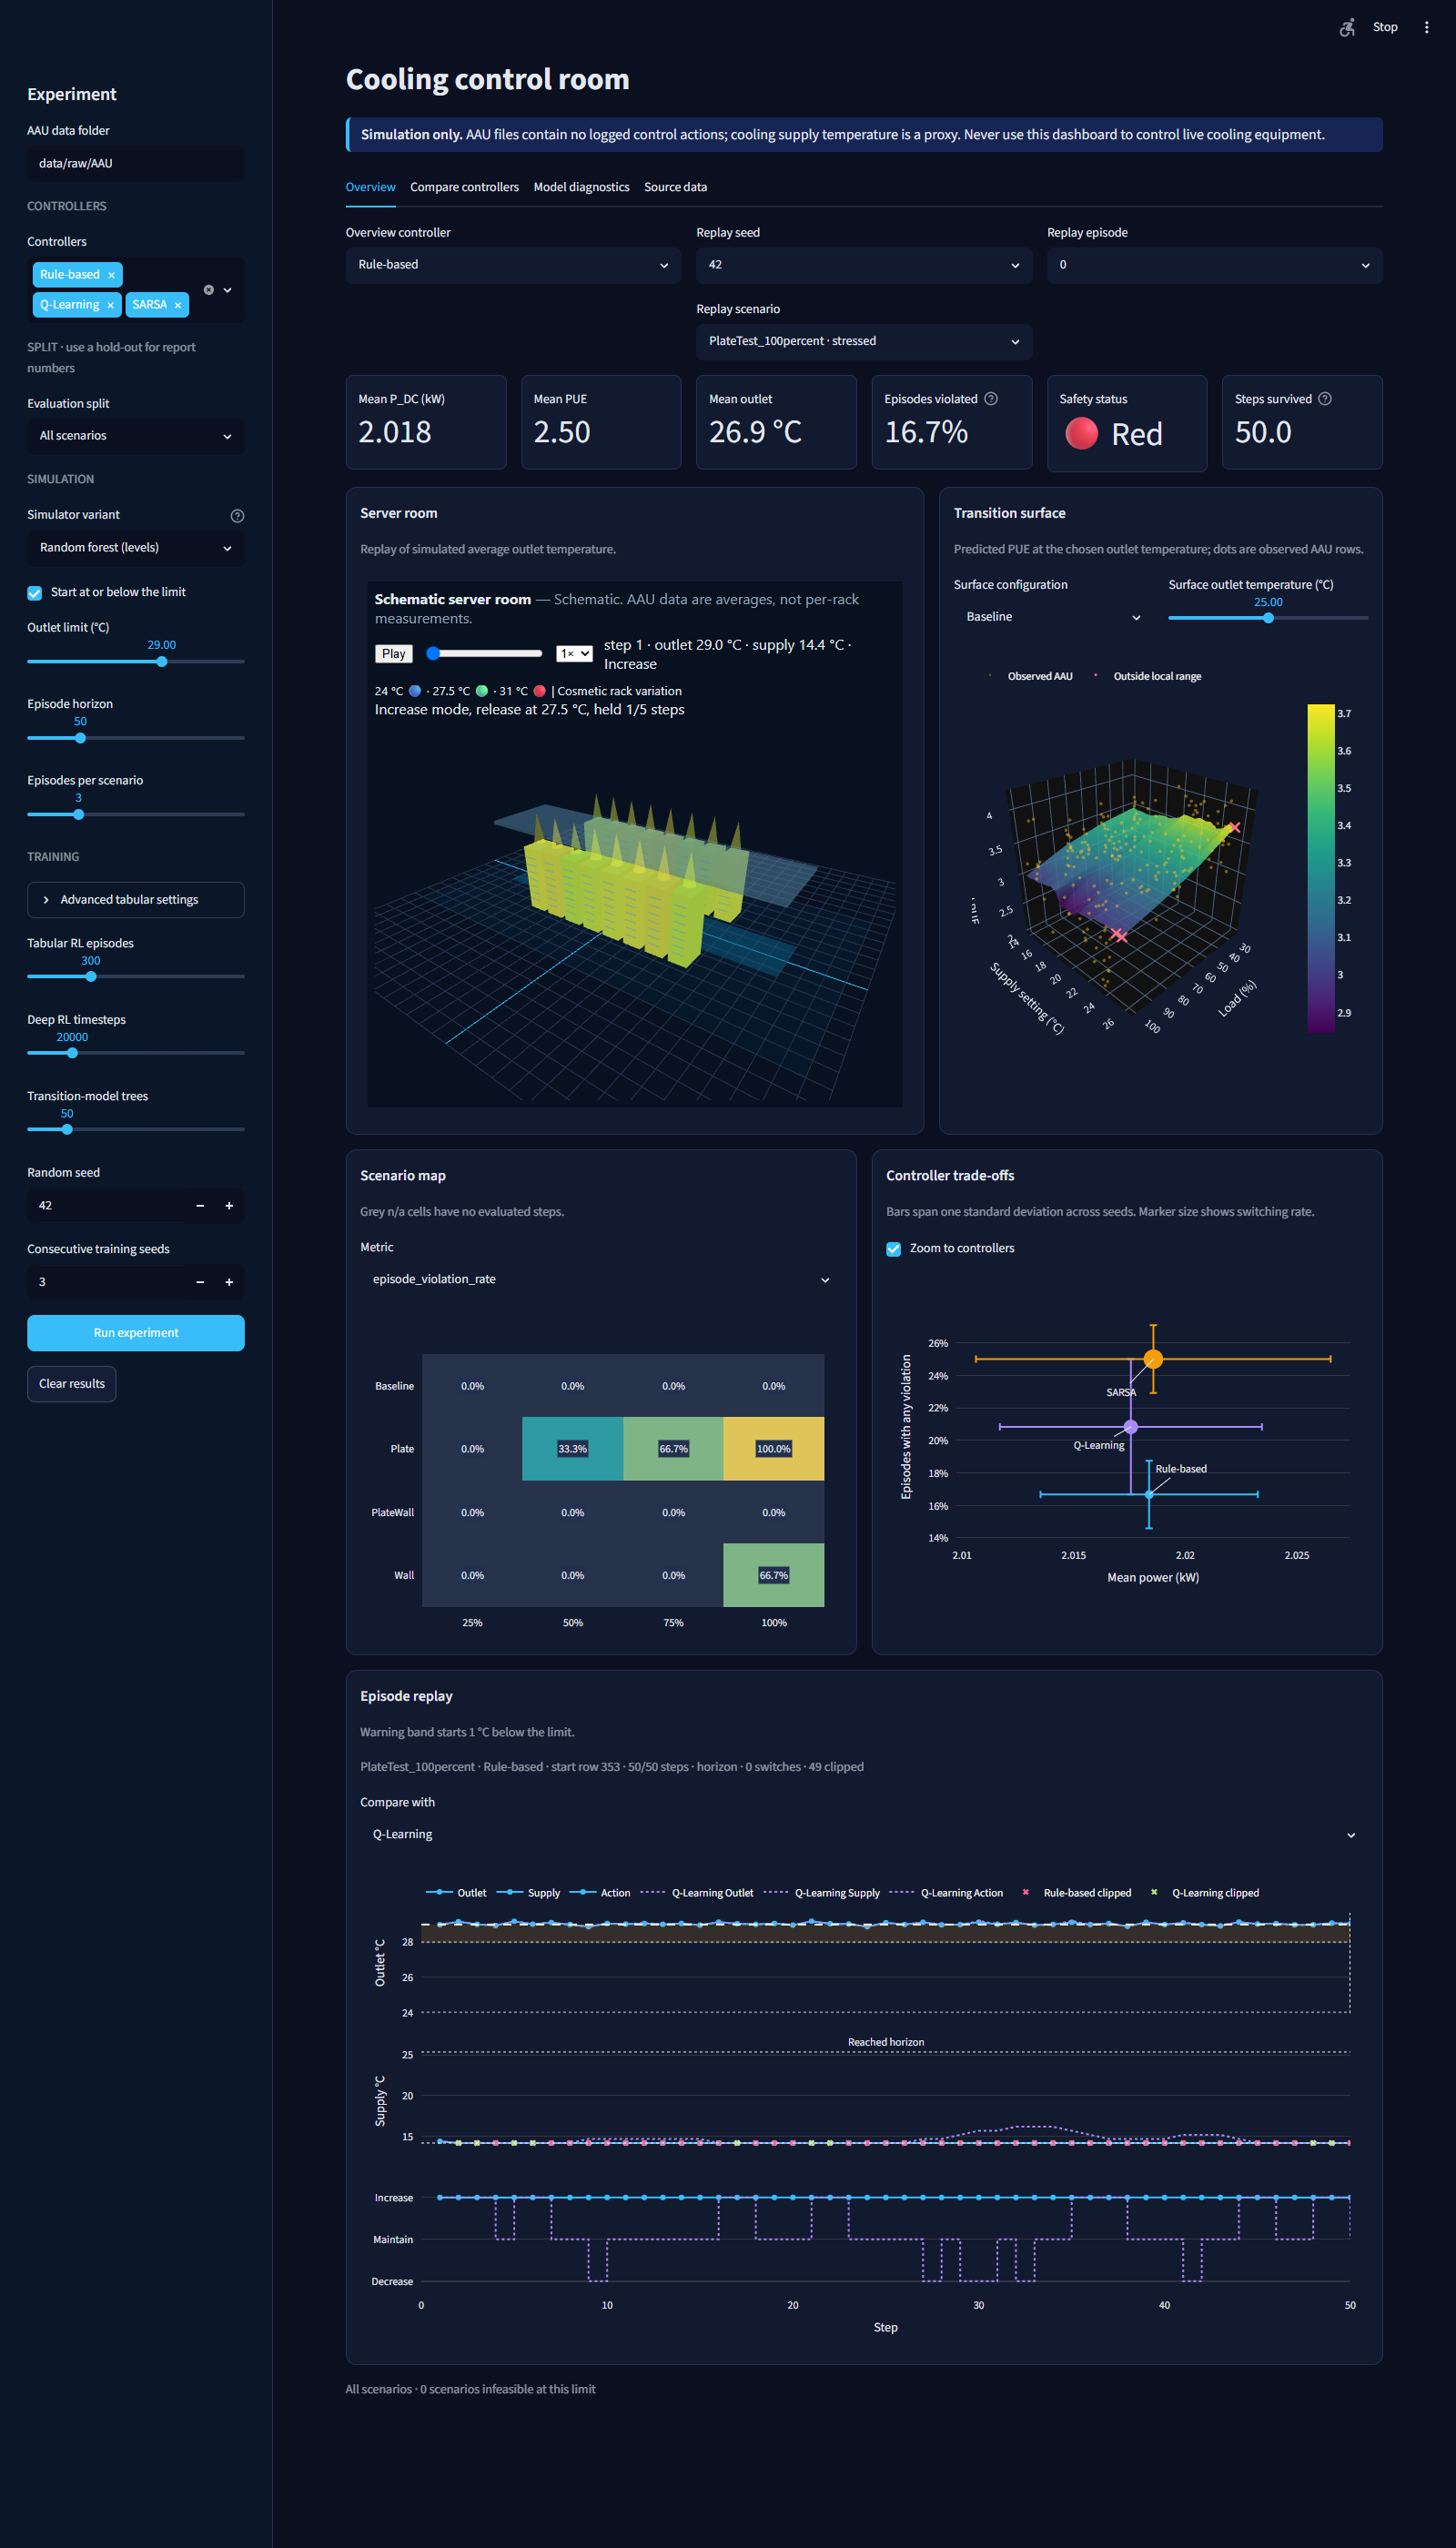 Stop
Experiment
AAU data folder
data/raw/AAU
CONTROLLERS
Controllers
Rule-based ×
Q-Learning × SARSA ×
SPLIT · use a hold-out for report
numbers
Evaluation split
All scenarios
SIMULATION
Simulator variant
Random forest (levels)
Start at or below the limit
Outlet limit (°C)
29.00
Episode horizon
50
Episodes per scenario
3
TRAINING
Advanced tabular settings
Tabular RL episodes
300
Deep RL timesteps
20000
Transition-model trees
50
Random seed
42
Consecutive training seeds
3
Run experiment
Clear results
Cooling control room
Simulation only. AAU files contain no logged control actions; cooling supply temperature is a proxy. Never use this dashboard to control live cooling equipment.
Overview Compare controllers Model diagnostics Source data
Overview controller
Rule-based
Replay seed
42
Replay episode
0
Replay scenario
PlateTest_100percent · stressed
Mean P_DC (kW)
2.018
Mean PUE
2.50
Mean outlet
26.9 °C
Episodes violated
16.7%
Safety status
Red
Steps survived
50.0
Server room
Replay of simulated average outlet temperature.
Schematic server room — Schematic. AAU data are averages, not per-rack
measurements.
Play 1× step 1 · outlet 29.0 °C · supply 14.4 °C ·
Increase
24 °C · 27.5 °C · 31 °C | Cosmetic rack variation
Increase mode, release at 27.5 °C, held 1/5 steps
Transition surface
Predicted PUE at the chosen outlet temperature; dots are observed AAU rows.
Surface configuration
Baseline
Surface outlet temperature (°C)
25.00
Observed AAU Outside local range
3.7
3.6
3.5
3.4
3.3
3.2
3.1
3
2.9
4
3.5
3
2.5
2
14
16
18
20
22
24
26
Supply setting (°C)
100
90
80
70
60
50
40
30
Load (%)
Scenario map
Grey n/a cells have no evaluated steps.
Metric
episode_violation_rate
Baseline 0.0% 0.0% 0.0% 0.0%
Plate 0.0% 33.3% 66.7% 100.0%
PlateWall 0.0% 0.0% 0.0% 0.0%
Wall 0.0% 0.0% 0.0% 66.7%
25% 50% 75% 100%
Controller trade-offs
Bars span one standard deviation across seeds. Marker size shows switching rate.
Zoom to controllers
Episodes with any violation
26%
24%
22%
20%
18%
16%
14%
SARSA
Q-Learning
Rule-based
2.01 2.015 2.02 2.025
Mean power (kW)
Episode replay
Warning band starts 1 °C below the limit.
PlateTest_100percent · Rule-based · start row 353 · 50/50 steps · horizon · 0 switches · 49 clipped
Compare with
Q-Learning
Outlet Supply Action Q-Learning Outlet Q-Learning Supply Q-Learning Action Rule-based clipped Q-Learning clipped
Outlet °C
28
26
24
Reached horizon
Supply °C
25
20
15
Increase
Maintain
Decrease
0 10 20 30 40 50
Step
All scenarios · 0 scenarios infeasible at this limit